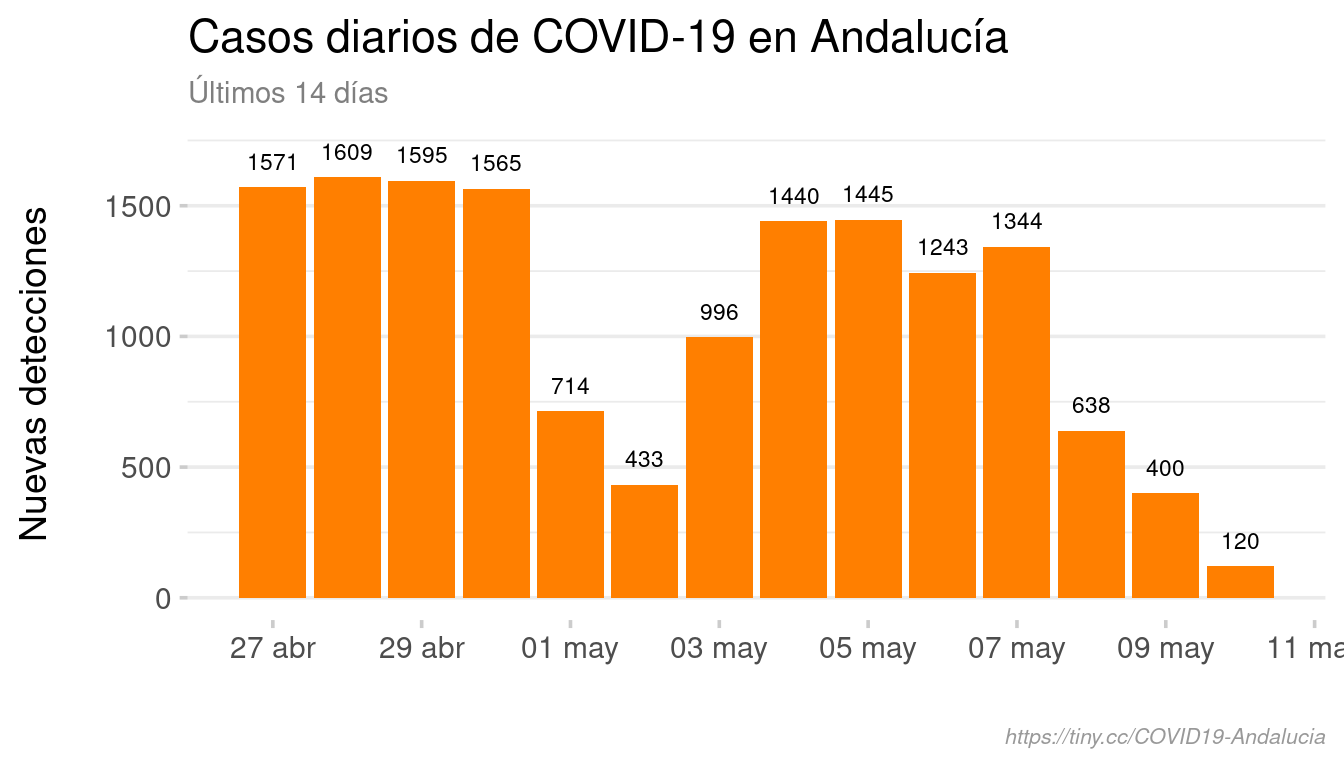 Casos diarios de COVID-19 en Andalucía
Últimos 14 días
Nuevas detecciones
1500
1000
500
0
1571
1609
1595
1565
714
433
996
1440
1445
1243
1344
638
400
120
27 abr
29 abr
01 may
03 may
05 may
07 may
09 may
11 ma
https://tiny.cc/COVID19-Andalucia